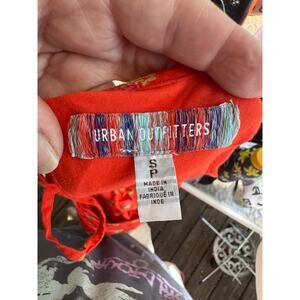 URBAN OUTFITTERS
S
P
MADE IN
INDIA
FABRIQUÉ EN
INDE